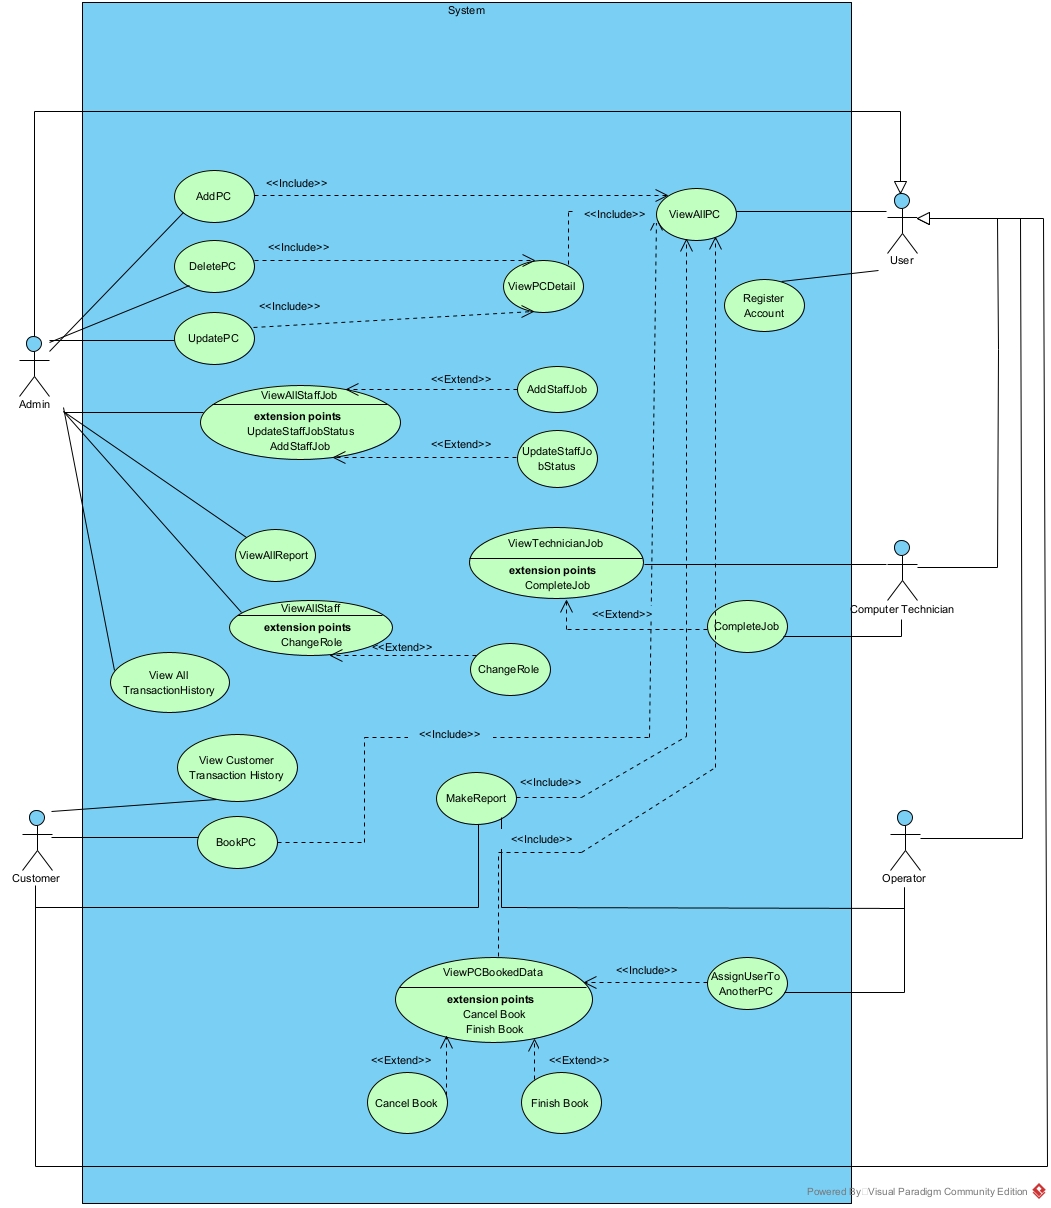 System
<<Include>>
AddPC
<<Include>>
ViewAllPC
<<Include>>
DeletePC
User
ViewPCDetail
Register
Account
<<Include>>
UpdatePC
Admin
<<Extend>>
AddStaffJob
ViewAllStaffJob
extension points
UpdateStaffJobStatus
AddStaffJob
<<Extend>>
UpdateStaffJo
bStatus
ViewTechnicianJob
extension points
CompleteJob
ViewAllReport
Computer Technician
<<Extend>>
CompleteJob
ViewAllStaff
extension points
ChangeRole
<<Extend>>
ChangeRole
View All
TransactionHistory
<<Include>>
View Customer
Transaction History
<<Include>>
MakeReport
<<Include>>
BookPC
Customer
Operator
ViewPCBookedData
extension points
Cancel Book
Finish Book
<<Include>>
AssignUserTo
AnotherPC
<<Extend>>
<<Extend>>
Cancel Book
Finish Book
Powered By Visual Paradigm Community Edition